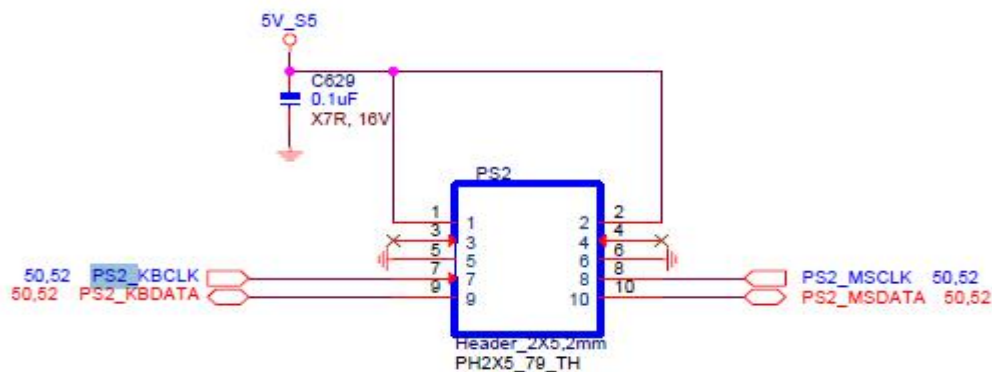 5V_S5
C629
0.1uF
X7R, 16V
PS2
1 1 2 2
3 3 4 4
5 5 6 6
50,52 PS2_KBCLK 7 7 8 8 PS2_MSCLK 50,52
50,52 PS2_KBDATA 9 9 10 10 PS2_MSDATA 50,52
Header_2X5,2mm
PH2X5_79_TH